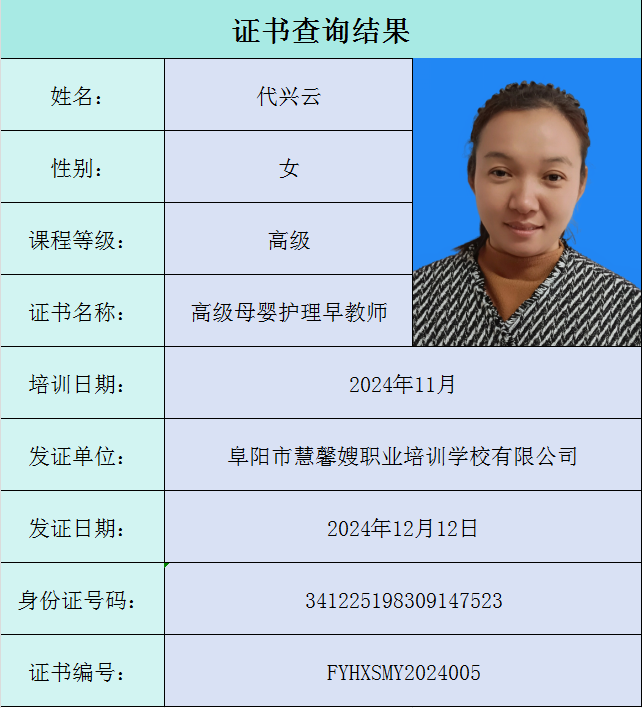 证书查询结果
姓名： 代兴云
性别： 女
课程等级： 高级
证书名称： 高级母婴护理早教师
培训日期： 2024年11月
发证单位： 阜阳市慧馨嫂职业培训学校有限公司
发证日期： 2024年12月12日
身份证号码： 341225198309147523
证书编号： FYHXSMY2024005